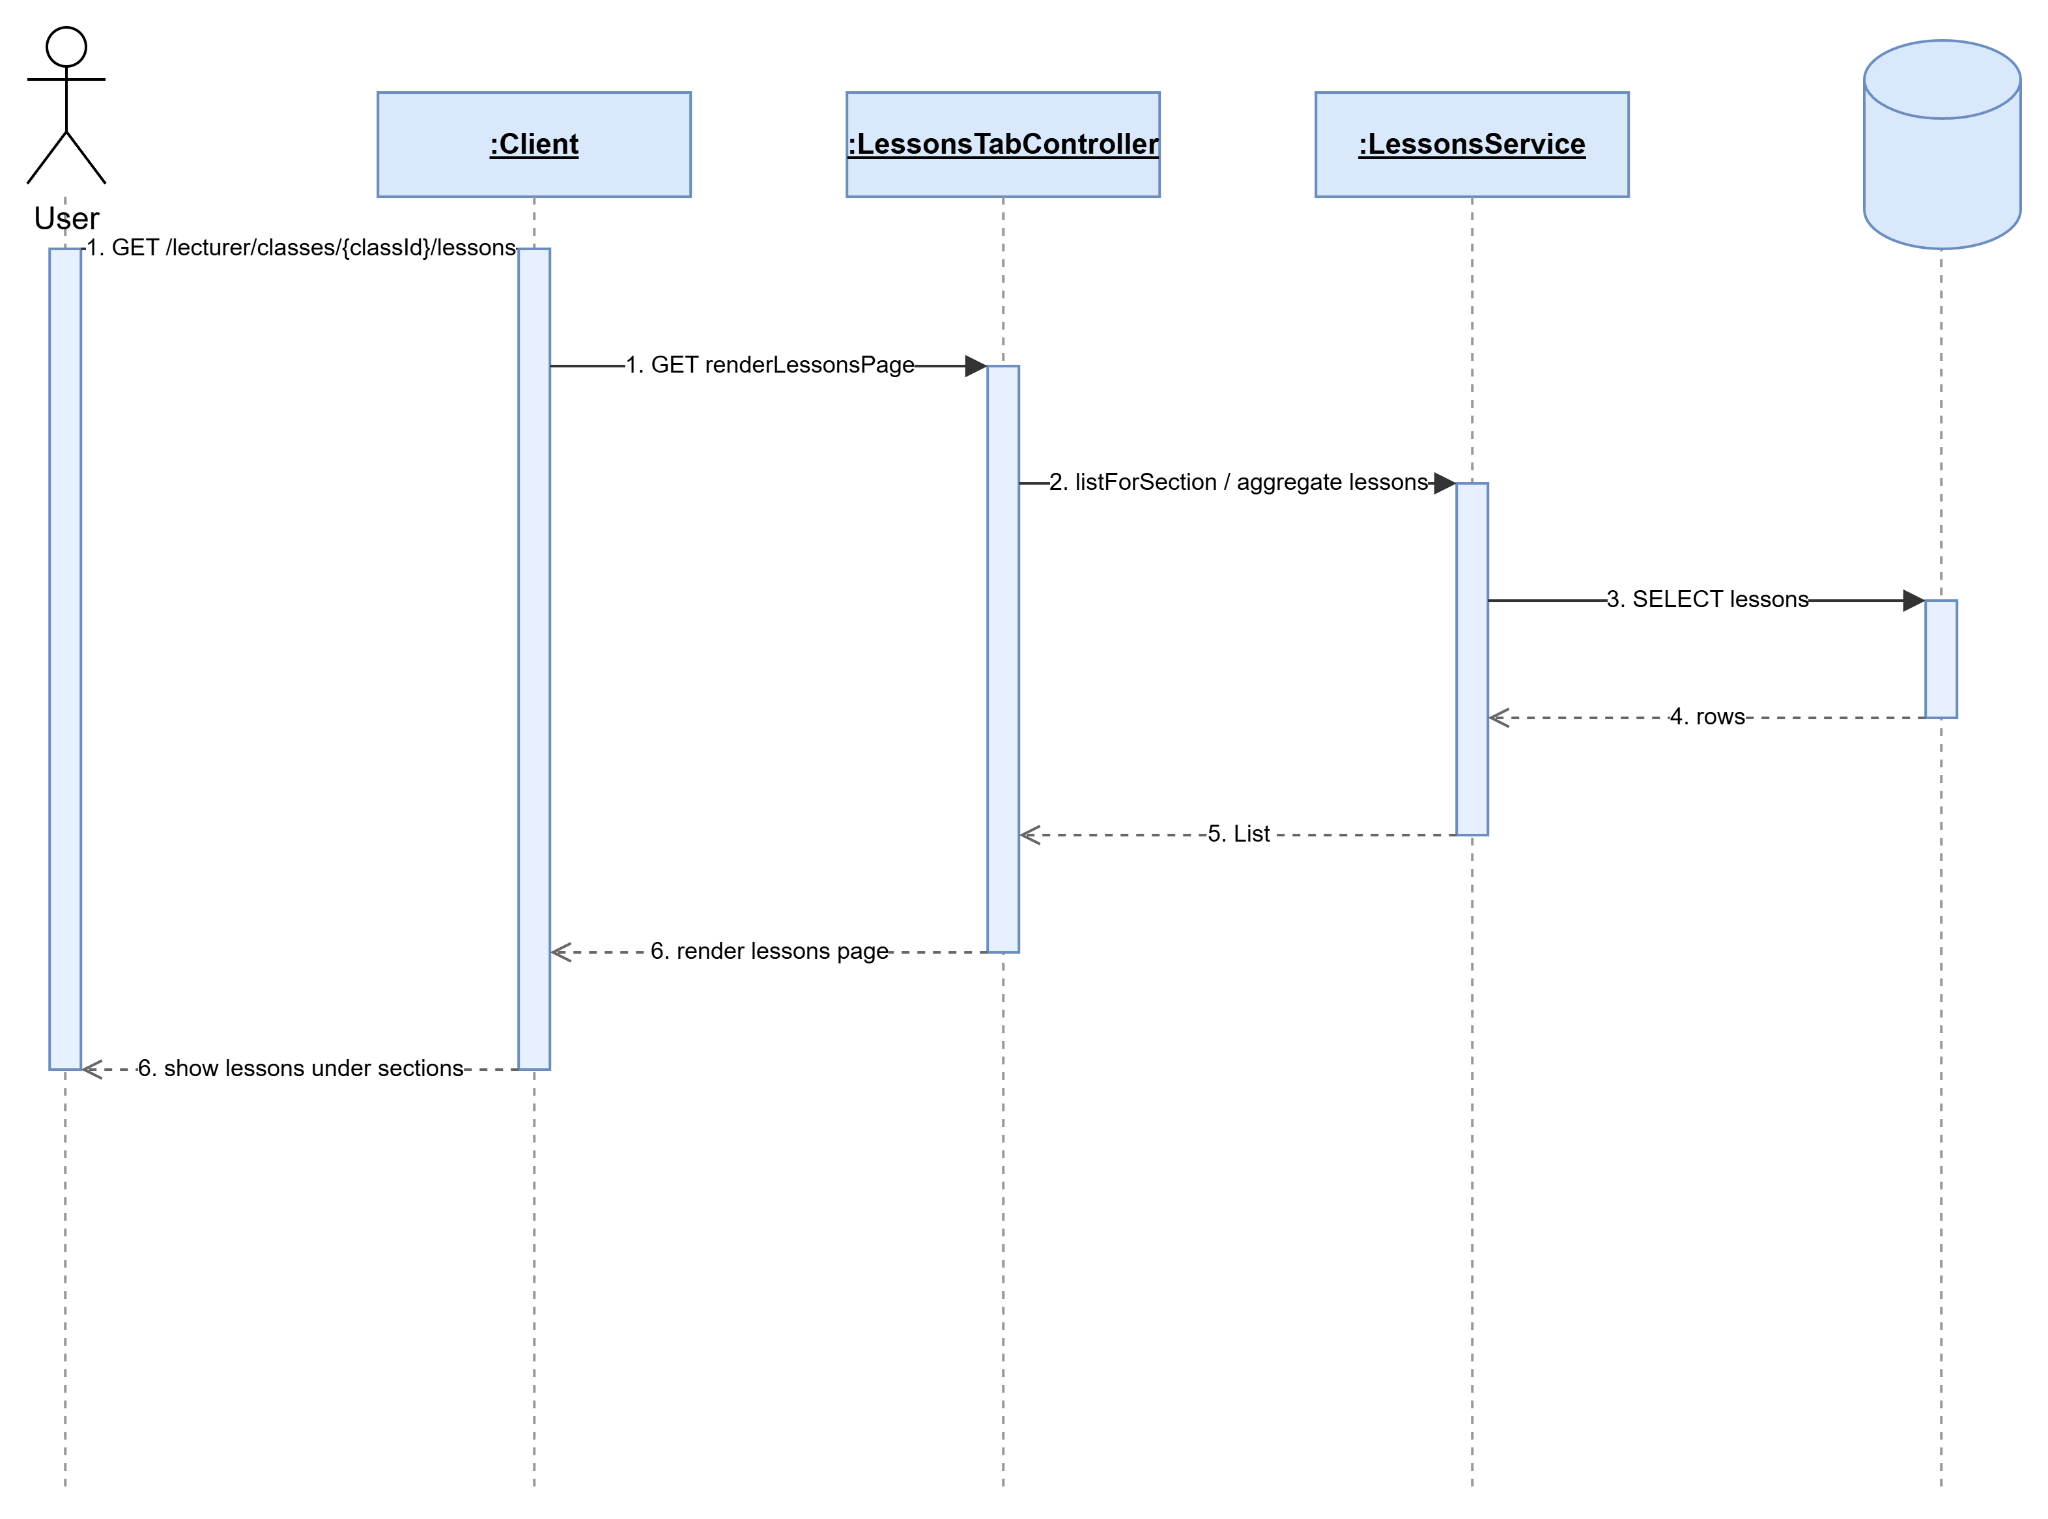 :Client
:LessonsTabController
:LessonsService
User
1. GET /lecturer/classes/{classId}/lessons
1. GET renderLessonsPage
2. listForSection / aggregate lessons
3. SELECT lessons
4. rows
5. List
6. render lessons page
6. show lessons under sections